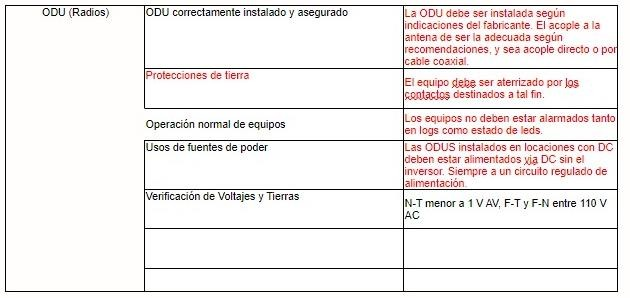 ODU (Radios)
ODU correctamente instalado y asegurado
La ODU debe ser instalada según
indicaciones del fabricante. El acople a la
antena de ser la adecuada según
recomendaciones, y sea acople directo o por
cable coaxial.
Protecciones de tierra
El equipo debe ser aterrizado por los
contactos destinados a tal fin.
Operación normal de equipos
Los equipos no deben estar alarmados tanto
en logs como estado de leds.
Usos de fuentes de poder
Las ODUS instalados en locaciones con DC
deben estar alimentados via DC sin el
inversor. Siempre a un circuito regulado de
alimentación.
Verificación de Voltajes y Tierras
N-T menor a 1 V AV, F-T y F-N entre 110 V
AC